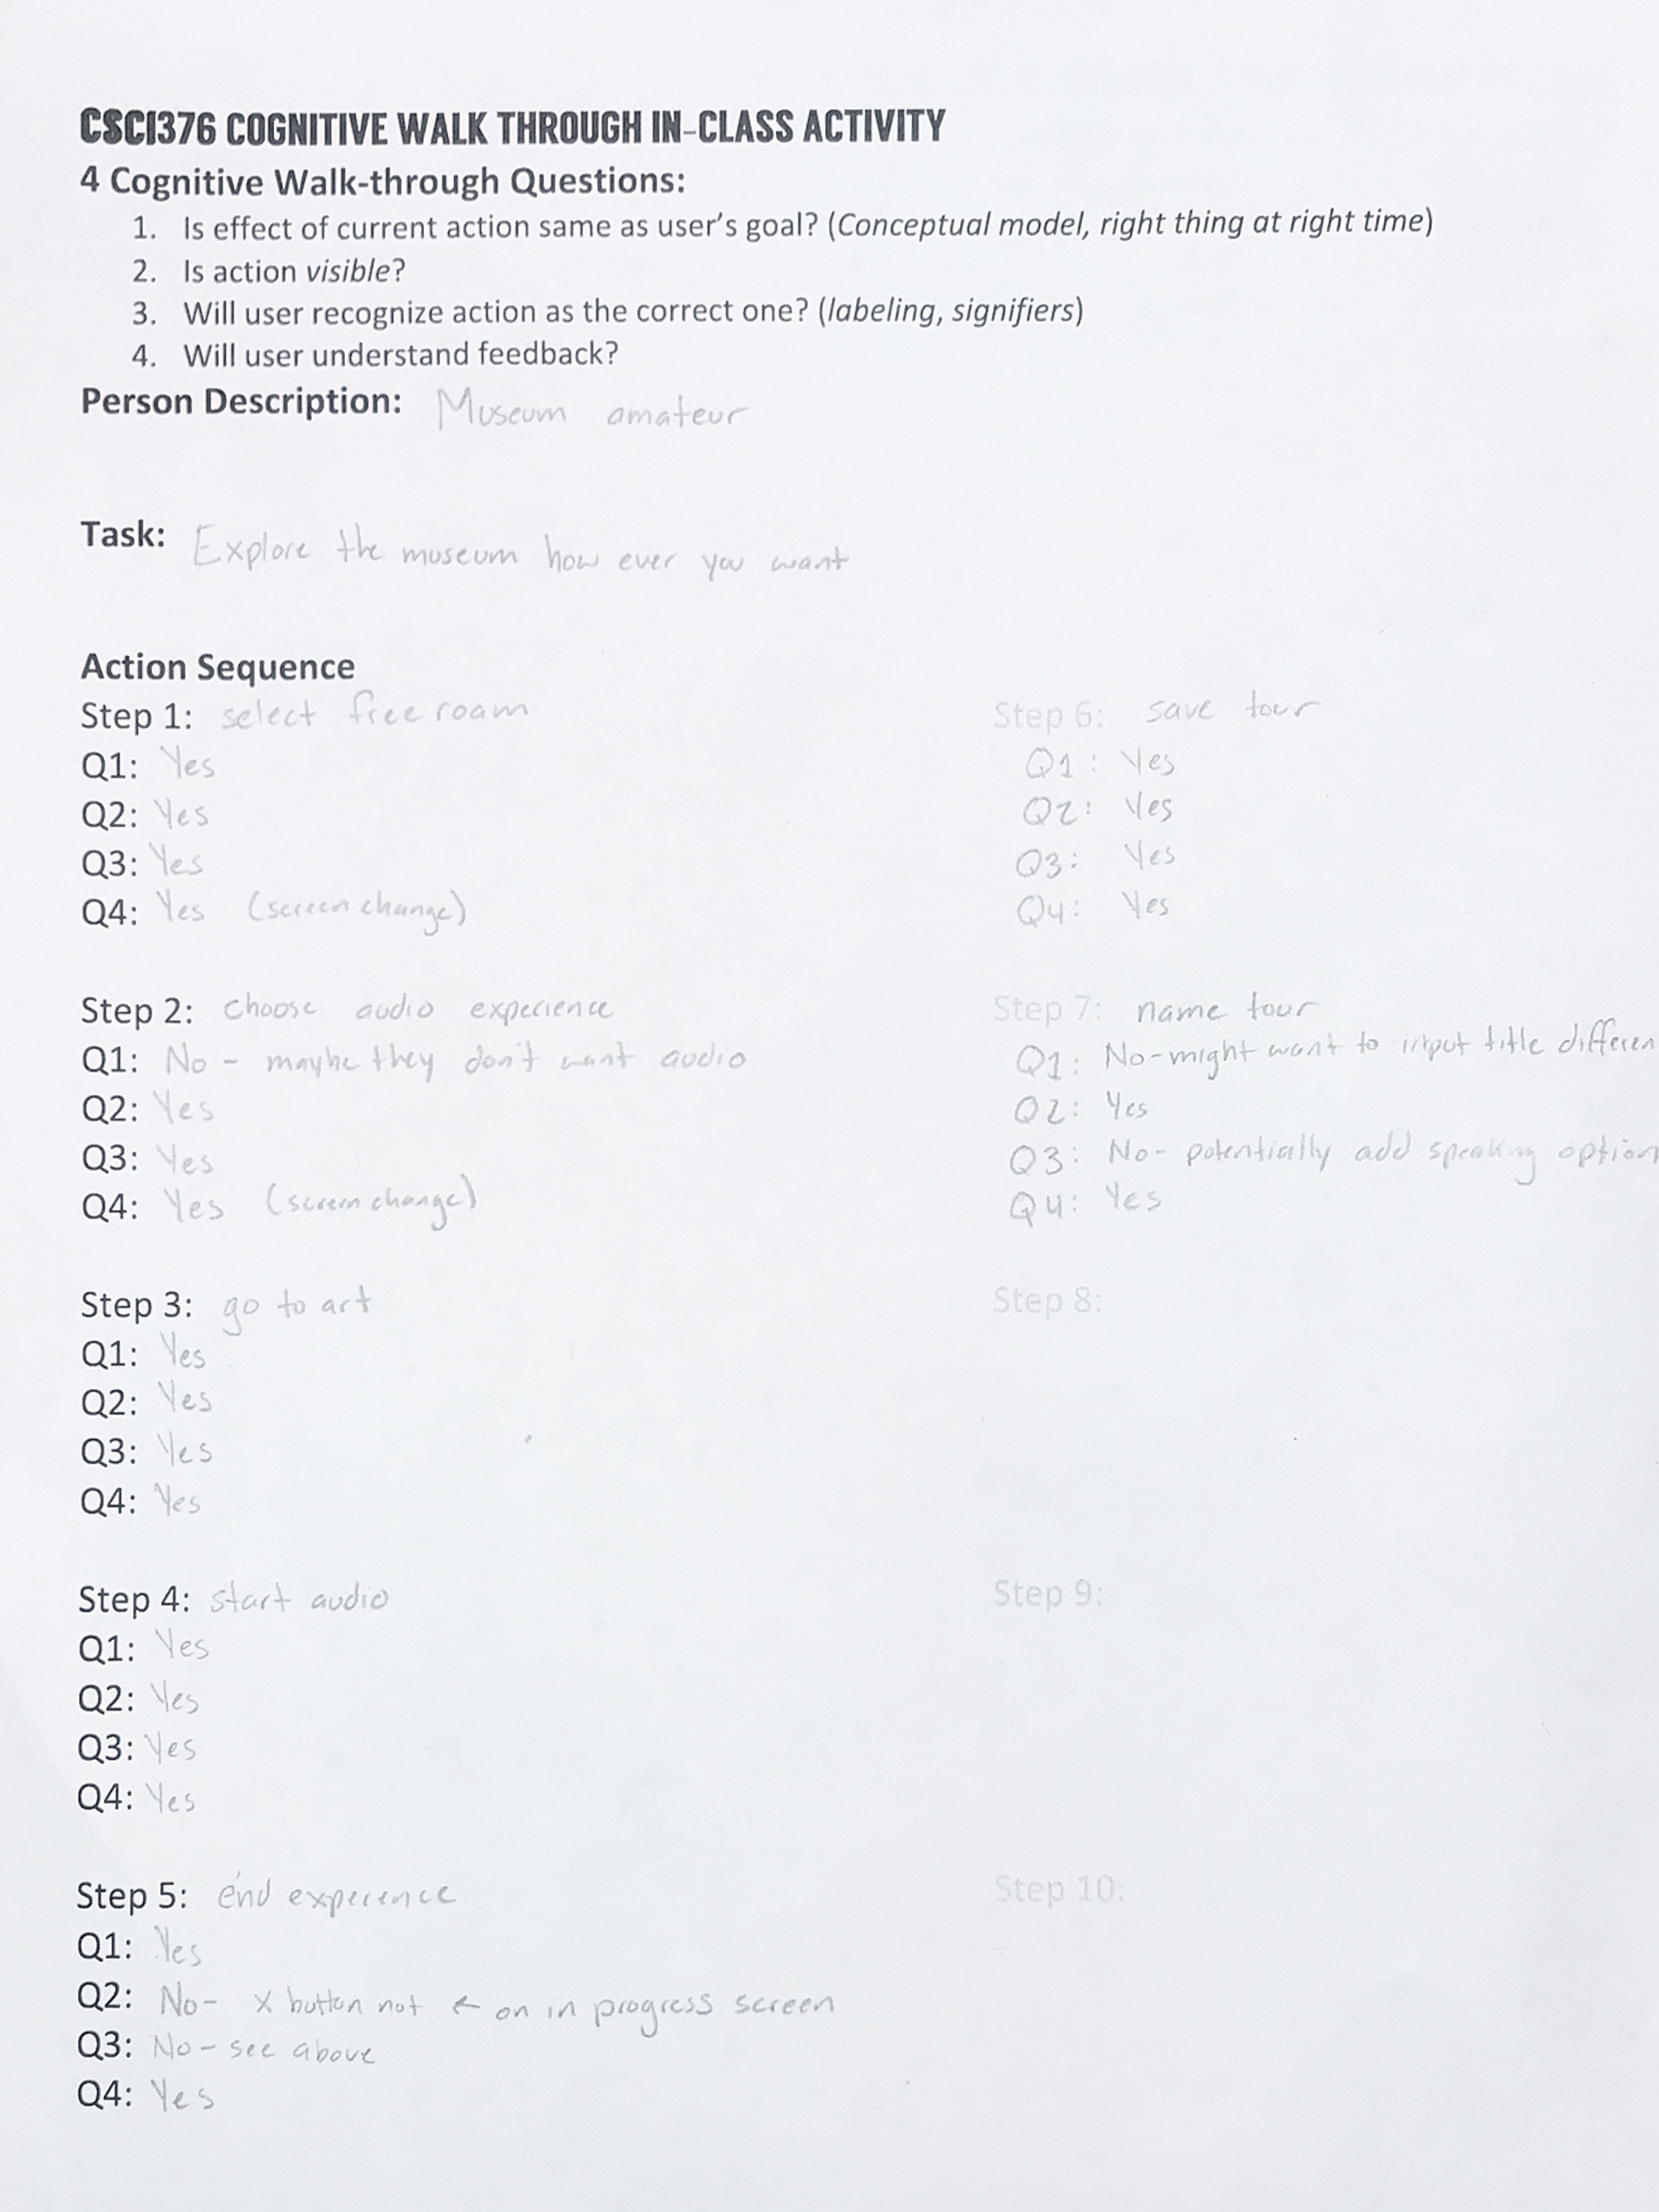 CSCI376 COGNITIVE WALK THROUGH IN-CLASS ACTIVITY
4 Cognitive Walk-through Questions:
1. Is effect of current action same as user's goal? (Conceptual model, right thing at right time)
2. Is action visible?
3. Will user recognize action as the correct one? (labeling, signifiers)
4. Will user understand feedback?
Person Description: Museum amateur
Task: Explore the museum how ever you want
Action Sequence
Step 1: select free roam
Q1: Yes
Q2: Yes
Q3: Yes
Q4: Yes (screen change)
Step 2: choose audio experience
Q1: No - maybe they don't want audio
Q2: Yes
Q3: Yes
Q4: Yes (screen change)
Step 3: go to art
Q1: Yes
Q2: Yes
Q3: Yes
Q4: Yes
Step 4: start audio
Q1: Yes
Q2: Yes
Q3: Yes
Q4: Yes
Step 5: end experence
Q1: Yes
Q2: No - X button not ← on in progress screen
Q3: No - see above
Q4: Yes
Step 6: save tour
Q1: Yes
Q2: Yes
Q3: Yes
Q4: Yes
Step 7: name tour
Q1: No - might want to input title differen
Q2: Yes
Q3: No - potentially add speaking option
Q4: Yes
Step 8:
Step 9:
Step 10: